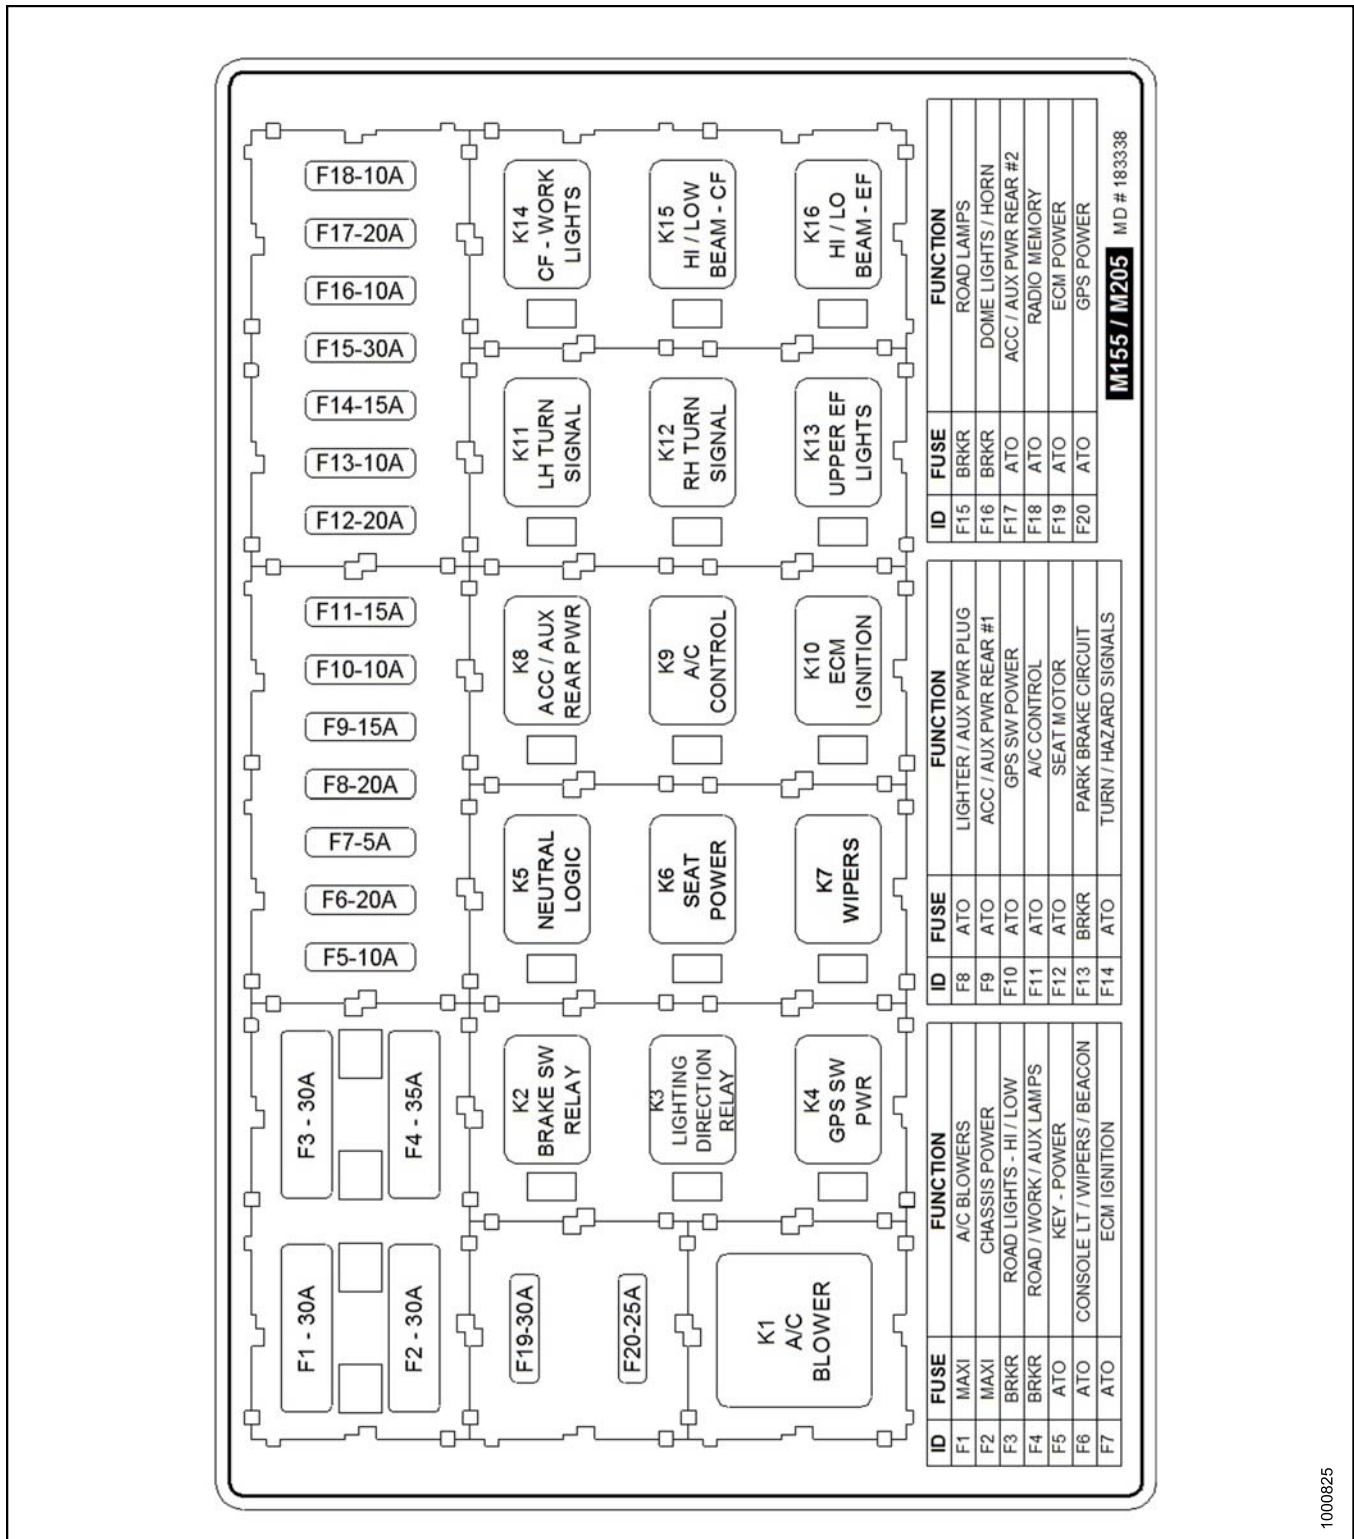 F18-10A
F17-20A
F16-10A
F15-30A
F14-15A
F13-10A
F12-20A
F11-15A
F10-10A
F9-15A
F8-20A
F7-5A
F6-20A
F5-10A
F3 - 30A
F4 - 35A
F1 - 30A
F2 - 30A
K14
CF - WORK
LIGHTS
K15
HI / LOW
BEAM - CF
K16
HI / LO
BEAM - EF
K11
LH TURN
SIGNAL
K12
RH TURN
SIGNAL
K13
UPPER EF
LIGHTS
K8
ACC / AUX
REAR PWR
K9
A/C
CONTROL
K10
ECM
IGNITION
K5
NEUTRAL
LOGIC
K6
SEAT
POWER
K7
WIPERS
K2
BRAKE SW
RELAY
K3
LIGHTING
DIRECTION
RELAY
K4
GPS SW
PWR
F19-30A
F20-25A
K1
A/C
BLOWER
ID FUSE FUNCTION
F1 MAXI A/C BLOWERS
F2 MAXI CHASSIS POWER
F3 BRKR ROAD LIGHTS - HI / LOW
F4 BRKR ROAD / WORK / AUX LAMPS
F5 ATO KEY - POWER
F6 ATO CONSOLE LT / WIPERS / BEACON
F7 ATO ECM IGNITION
ID FUSE FUNCTION
F8 ATO LIGHTER / AUX PWR PLUG
F9 ATO ACC / AUX PWR REAR #1
F10 ATO GPS SW POWER
F11 ATO A/C CONTROL
F12 ATO SEAT MOTOR
F13 BRKR PARK BRAKE CIRCUIT
F14 ATO TURN / HAZARD SIGNALS
ID FUSE FUNCTION
F15 BRKR ROAD LAMPS
F16 BRKR DOME LIGHTS / HORN
F17 ATO ACC / AUX PWR REAR #2
F18 ATO RADIO MEMORY
F19 ATO ECM POWER
F20 ATO GPS POWER
M155 / M205 MD # 183338
1000825